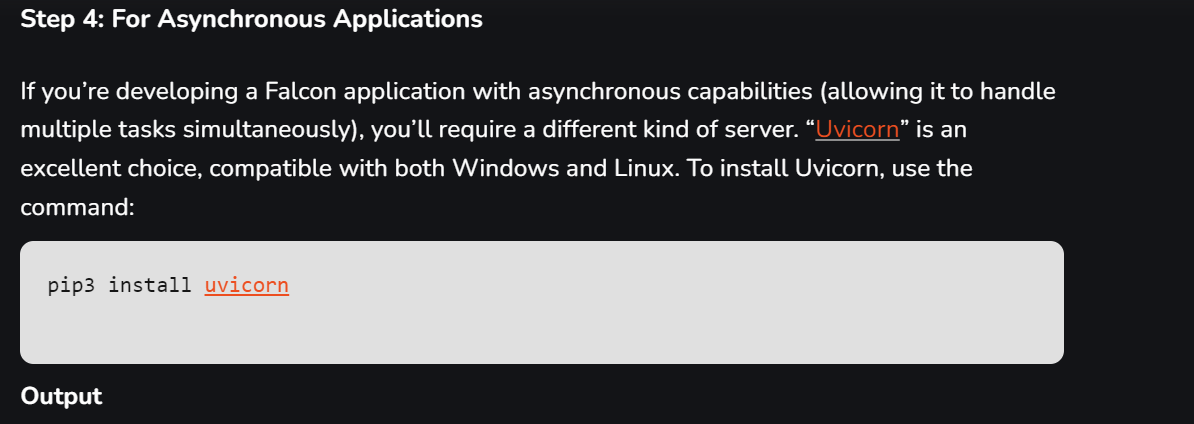 Step 4: For Asynchronous Applications
If you’re developing a Falcon application with asynchronous capabilities (allowing it to handle
multiple tasks simultaneously), you’ll require a different kind of server. “Uvicorn” is an
excellent choice, compatible with both Windows and Linux. To install Uvicorn, use the
command:
pip3 install uvicorn
Output